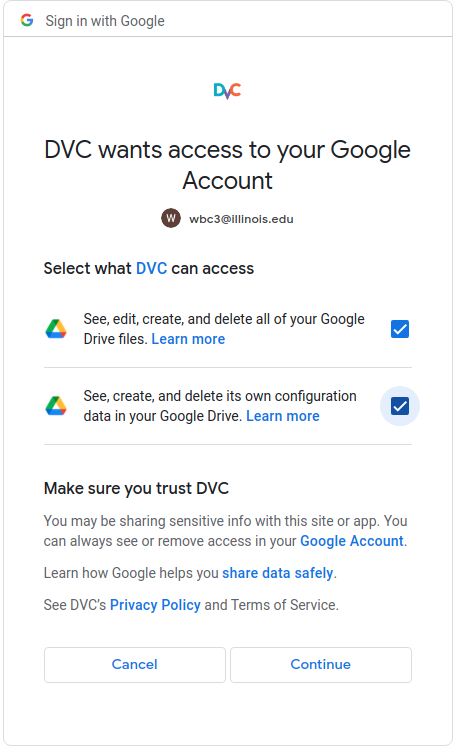 Sign in with Google
DVC
DVC wants access to your Google
Account
W wbc3@illinois.edu
Select what DVC can access
See, edit, create, and delete all of your Google
Drive files. Learn more
See, create, and delete its own configuration
data in your Google Drive. Learn more
Make sure you trust DVC
You may be sharing sensitive info with this site or app. You
can always see or remove access in your Google Account.
Learn how Google helps you share data safely.
See DVC's Privacy Policy and Terms of Service.
Cancel Continue